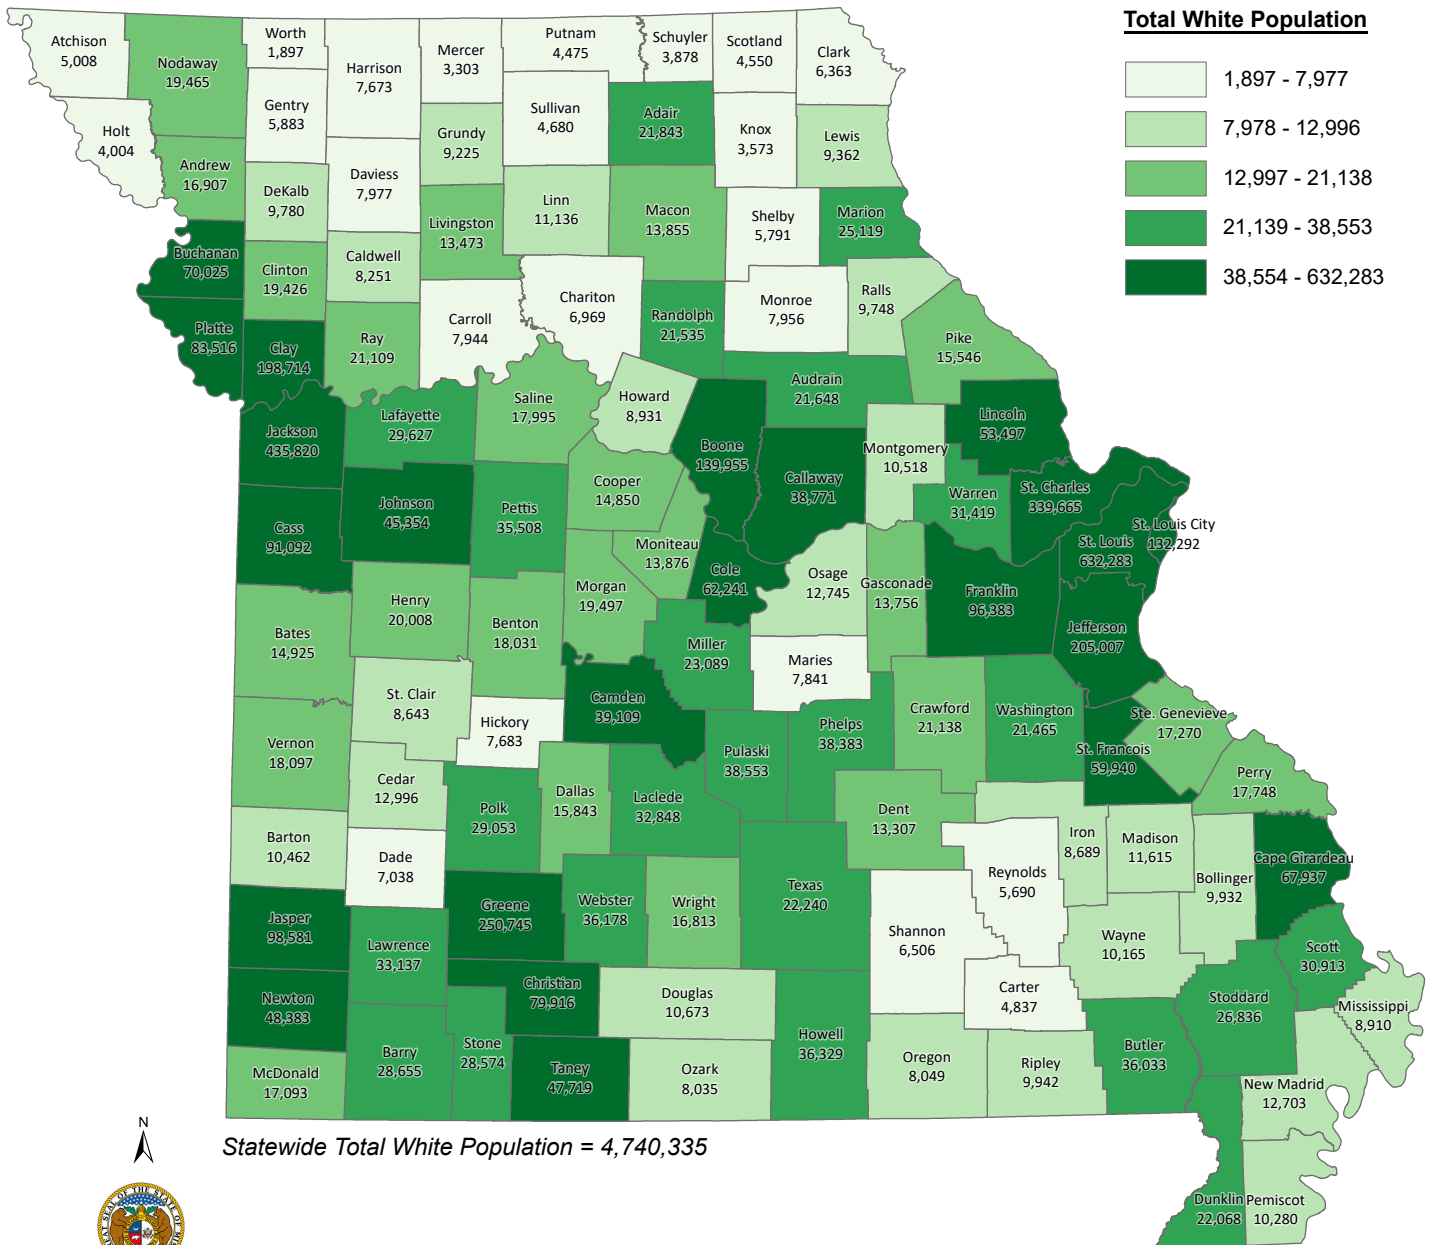 Total White Population
1,897 - 7,977
7,978 - 12,996
12,997 - 21,138
21,139 - 38,553
38,554 - 632,283
Atchison
5,008
Nodaway
19,465
Worth
1,897
Harrison
7,673
Mercer
3,303
Putnam
4,475
Schuyler
3,878
Scotland
4,550
Clark
6,363
Holt
4,004
Andrew
16,907
Gentry
5,883
DeKalb
9,780
Daviess
7,977
Grundy
9,225
Sullivan
4,680
Adair
21,843
Knox
3,573
Lewis
9,362
Livingston
13,473
Linn
11,136
Macon
13,855
Shelby
5,791
Marion
25,119
Buchanan
70,025
Clinton
19,426
Caldwell
8,251
Chariton
6,969
Randolph
21,535
Monroe
7,956
Ralls
9,748
Pike
15,546
Platte
83,516
Clay
198,714
Ray
21,109
Carroll
7,944
Saline
17,995
Howard
8,931
Audrain
21,648
Lincoln
53,497
Jackson
435,820
Lafayette
29,627
Boone
139,955
Callaway
38,771
Montgomery
10,518
Warren
31,419
St. Charles
339,665
St. Louis City
132,292
St. Louis
632,283
Cass
91,092
Johnson
45,354
Pettis
35,508
Cooper
14,850
Moniteau
13,876
Cole
62,241
Osage
12,745
Gasconade
13,756
Franklin
96,383
Jefferson
205,007
Bates
14,925
Henry
20,008
Benton
18,031
Morgan
19,497
Miller
23,089
Maries
7,841
Camden
39,109
St. Clair
8,643
Hickory
7,683
Pulaski
38,553
Phelps
38,383
Crawford
21,138
Washington
21,465
Ste. Genevieve
17,270
St. Francois
59,940
Perry
17,748
Vernon
18,097
Cedar
12,996
Polk
29,053
Dallas
15,843
Laclede
32,848
Dent
13,307
Iron
8,689
Madison
11,615
Bollinger
9,932
Cape Girardeau
67,937
Barton
10,462
Dade
7,038
Greene
250,745
Webster
36,178
Wright
16,813
Texas
22,240
Reynolds
5,690
Shannon
6,506
Wayne
10,165
Scott
30,913
Jasper
98,581
Lawrence
33,137
Christian
79,916
Douglas
10,673
Howell
36,329
Carter
4,837
Stoddard
26,836
Mississippi
8,910
Newton
48,383
Barry
28,655
Stone
28,574
Taney
47,719
Ozark
8,035
Oregon
8,049
Ripley
9,942
Butler
36,033
New Madrid
12,703
McDonald
17,093
Dunklin
22,068
Pemiscot
10,280
N
Statewide Total White Population = 4,740,335